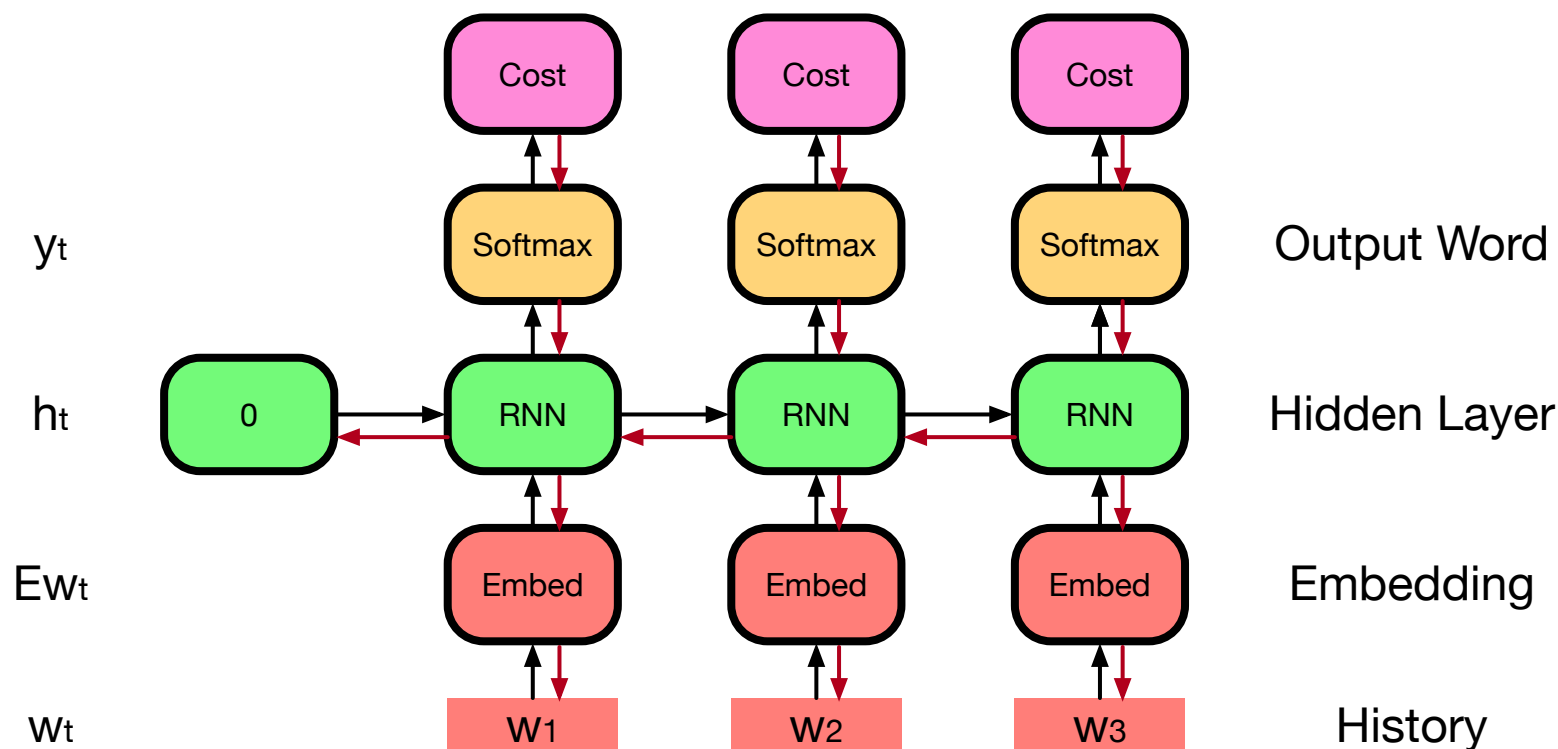 Cost Cost Cost
yt Softmax Softmax Softmax Output Word
ht 0 RNN RNN RNN Hidden Layer
Ewt Embed Embed Embed Embedding
wt w1 w2 w3 History